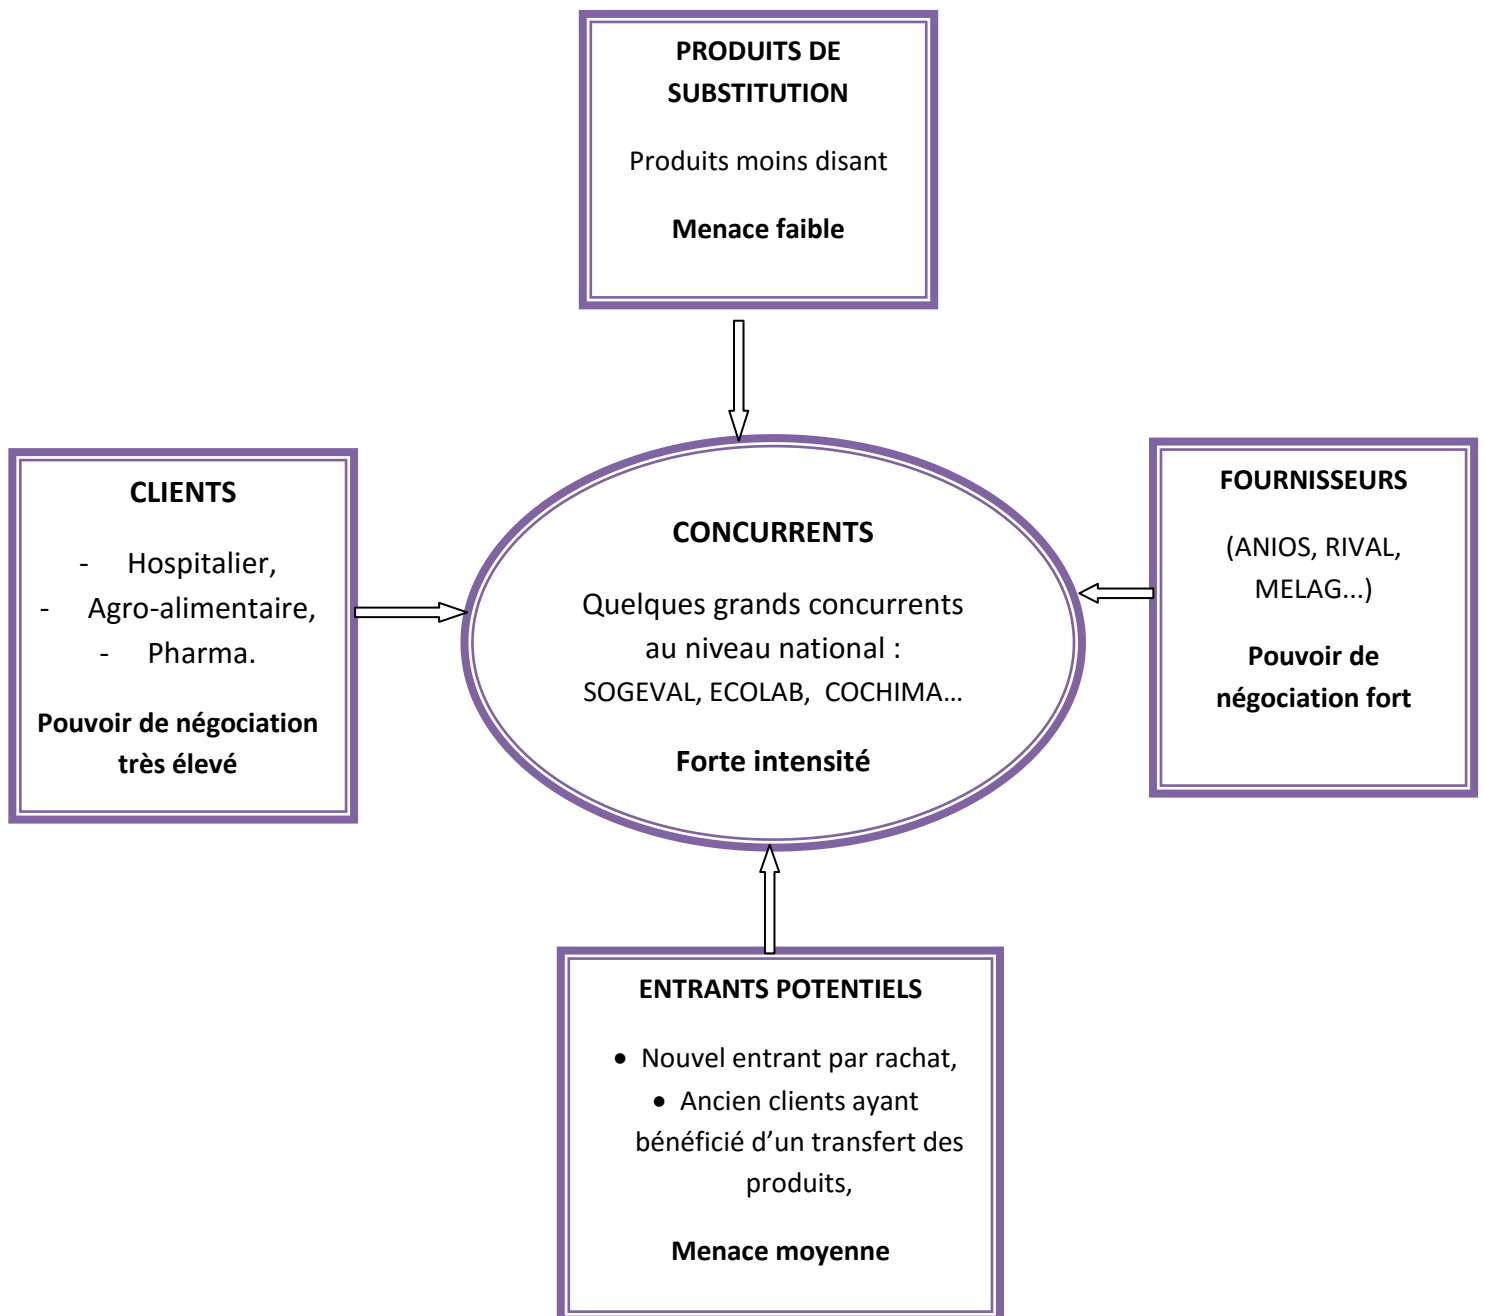 PRODUITS DE
SUBSTITUTION
Produits moins disant
Menace faible
CLIENTS
- Hospitalier,
- Agro-alimentaire,
- Pharma.
Pouvoir de négociation
très élevé
CONCURRENTS
Quelques grands concurrents
au niveau national :
SOGEVAL, ECOLAB, COCHIMA...
Forte intensité
FOURNISSEURS
(ANIOS, RIVAL,
MELAG...)
Pouvoir de
négociation fort
ENTRANTS POTENTIELS
• Nouvel entrant par rachat,
• Ancien clients ayant
bénéficié d’un transfert des
produits,
Menace moyenne